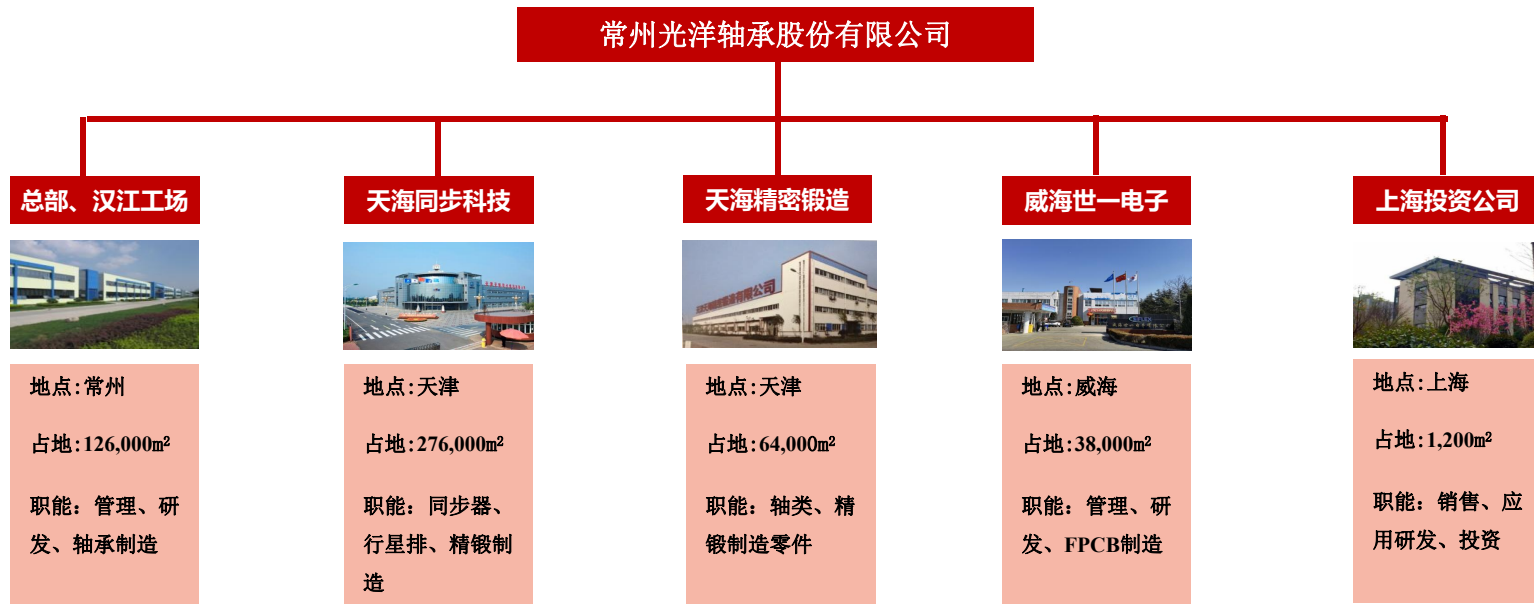 常州光洋轴承股份有限公司
总部、汉江工场
地点:常州
占地:126,000㎡
职能：管理、研
发、轴承制造
天海同步科技
地点:天津
占地:276,000㎡
职能：同步器、
行星排、精锻制
造
天海精密锻造
地点:天津
占地:64,000㎡
职能：轴类、精
锻制造零件
威海世一电子
地点:威海
占地:38,000㎡
职能：管理、研
发、FPCB制造
上海投资公司
地点:上海
占地:1,200㎡
职能：销售、应
用研发、投资